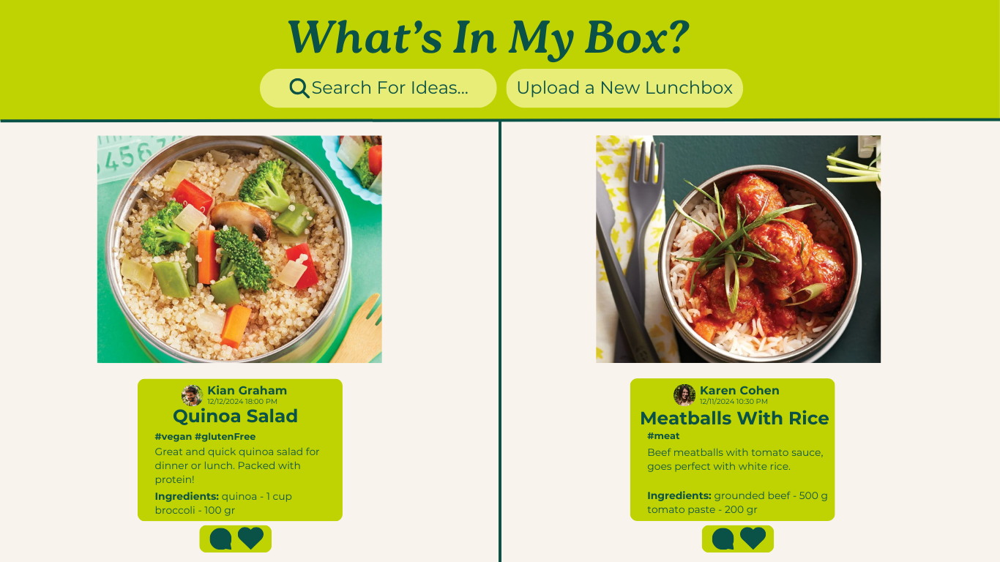 What's In My Box?
Search For Ideas...
Upload a New Lunchbox
3456 7
Kian Graham
12/12/2024 18:00 PM
Quinoa Salad
#vegan #glutenFree
Great and quick quinoa salad for
dinner or lunch. Packed with
protein!
Ingredients: quinoa - 1 cup
broccoli - 100 gr
Karen Cohen
12/11/2024 10:30 PM
Meatballs With Rice
#meat
Beef meatballs with tomato sauce,
goes perfect with white rice.
Ingredients: grounded beef - 500 g
tomato paste - 200 gr